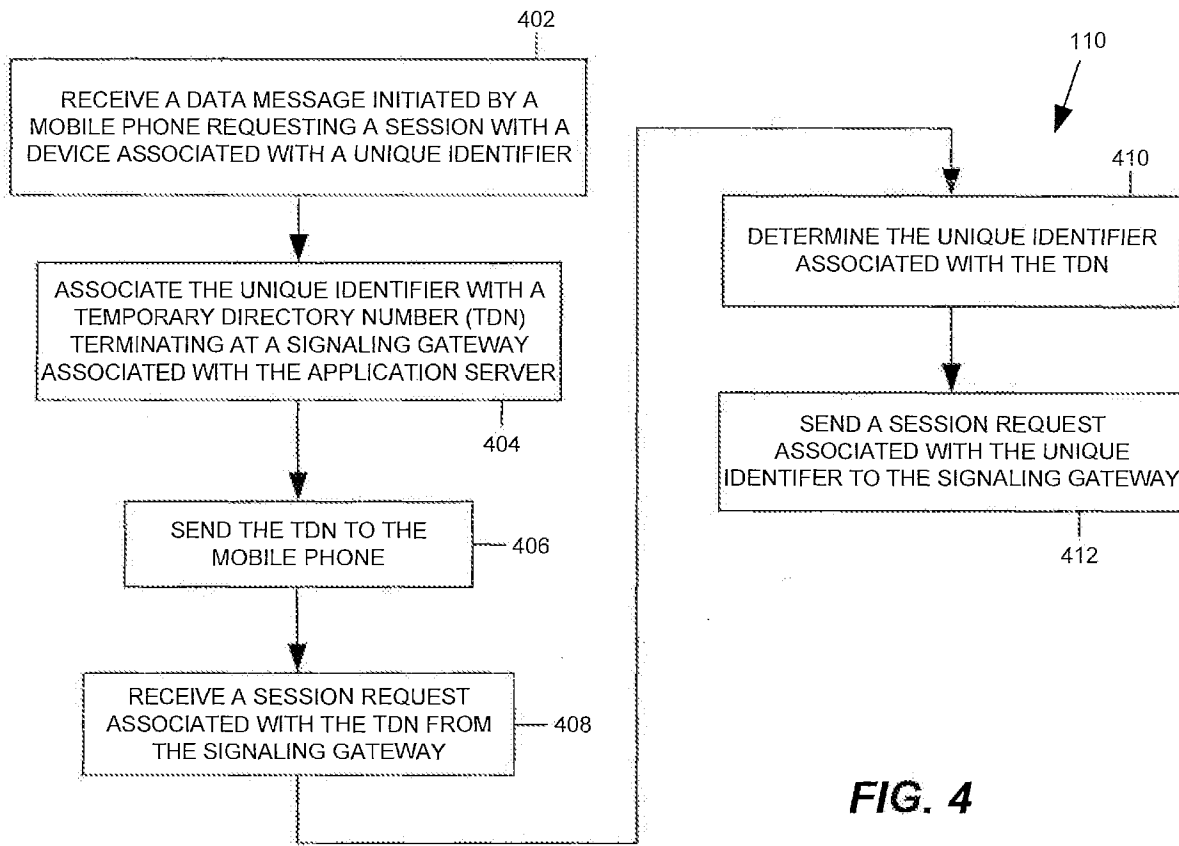 402
RECEIVE A DATA MESSAGE INITIATED BY A
MOBILE PHONE REQUESTING A SESSION WITH A
DEVICE ASSOCIATED WITH A UNIQUE IDENTIFIER
ASSOCIATE THE UNIQUE IDENTIFIER WITH A
TEMPORARY DIRECTORY NUMBER (TDN)
TERMINATING AT A SIGNALING GATEWAY
ASSOCIATED WITH THE APPLICATION SERVER
404
SEND THE TDN TO THE
MOBILE PHONE
406
RECEIVE A SESSION REQUEST
ASSOCIATED WITH THE TDN FROM
THE SIGNALING GATEWAY
408
110
410
DETERMINE THE UNIQUE IDENTIFIER
ASSOCIATED WITH THE TDN
SEND A SESSION REQUEST
ASSOCIATED WITH THE UNIQUE
IDENTIFER TO THE SIGNALING GATEWAY
412
FIG. 4